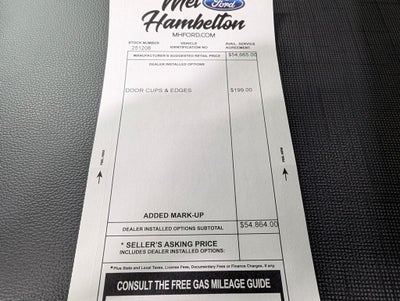 Mel Ford
Hambelton
MHFORD.COM
STOCK NUMBER VEHICLE IDENTIFICATION NO AVAIL. SERVICE AGREEMENT
251208
MANUFACTURER'S SUGGESTED RETAIL PRICE $54,665.00
DEALER INSTALLED OPTIONS
DOOR CUPS & EDGES $199.00
ADDED MARK-UP
DEALER INSTALLED OPTIONS SUBTOTAL $54,864.00
* SELLER'S ASKING PRICE
INCLUDES DEALER INSTALLED OPTIONS:
*Plus State and Local Taxes, License Fees, Documentary Fees or Finance Charges, if any
CONSULT THE FREE GAS MILEAGE GUIDE